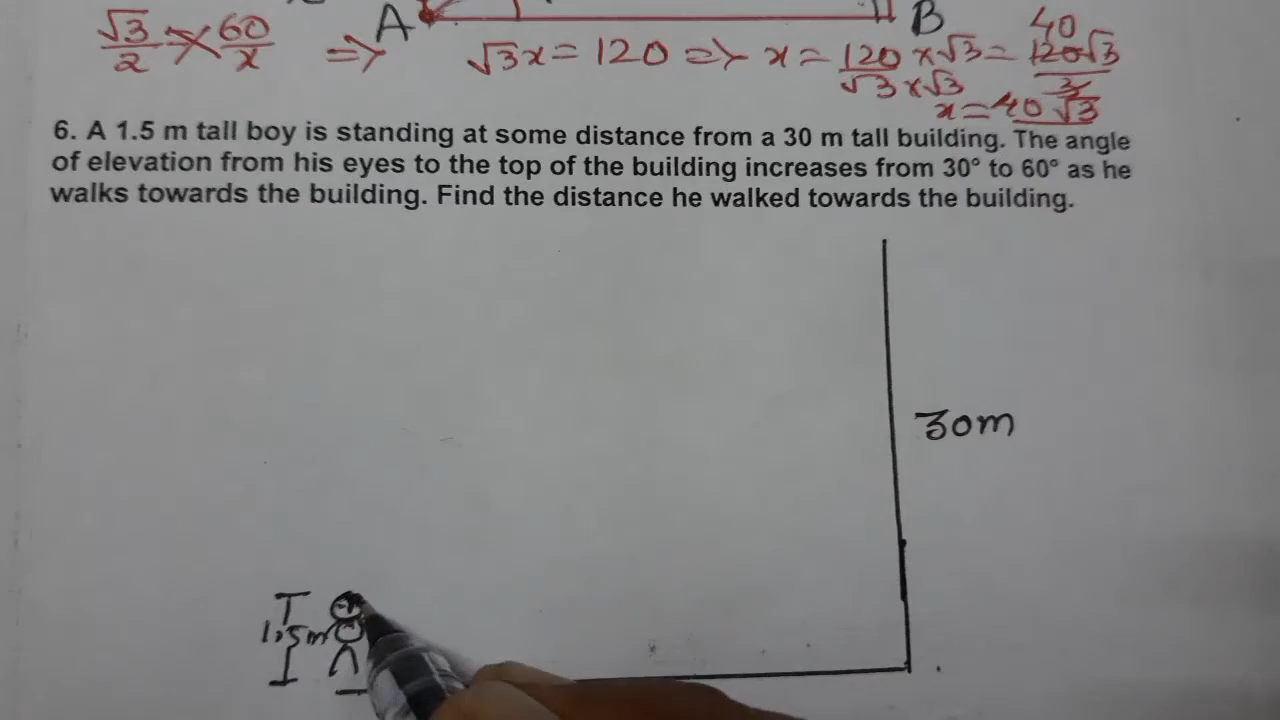 √3/2 = 60/x => A B
√3x = 120 => x = 120 × √3 / √3 × √3 = 40 120√3 / 3
x = 40√3
6. A 1.5 m tall boy is standing at some distance from a 30 m tall building. The angle
of elevation from his eyes to the top of the building increases from 30° to 60° as he
walks towards the building. Find the distance he walked towards the building.
30m
1.5m